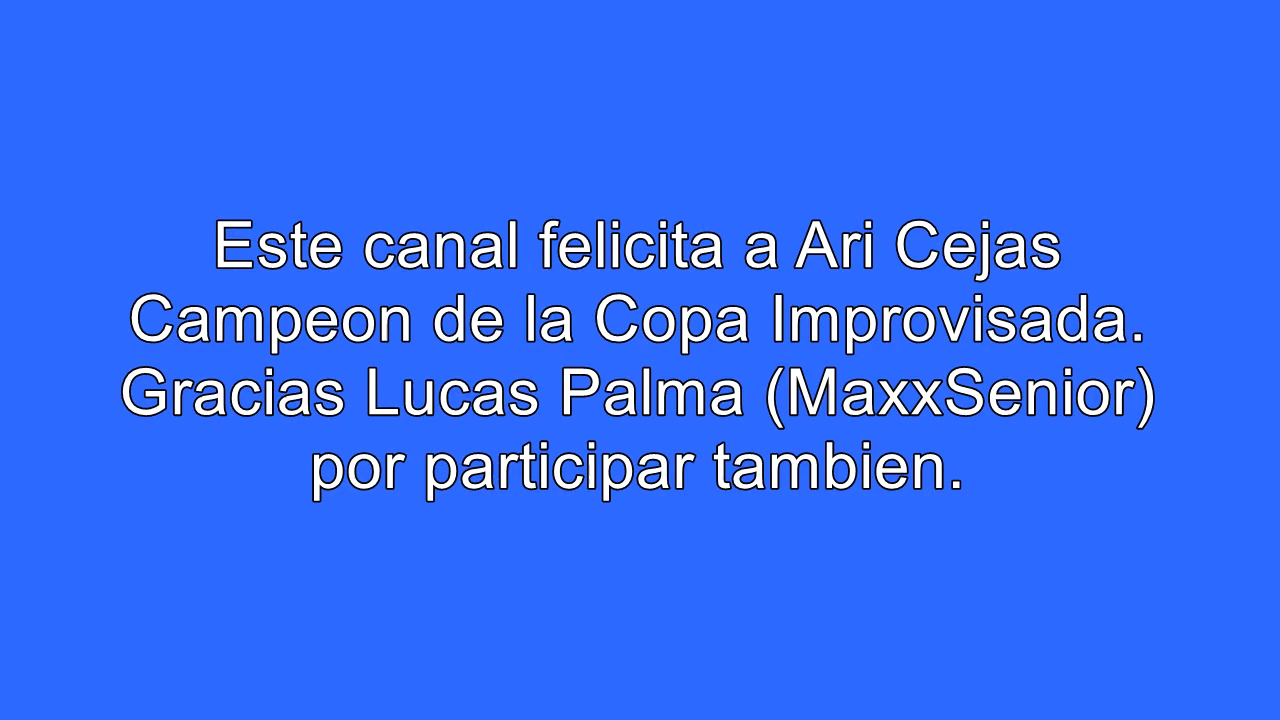 Este canal felicita a Ari Cejas
Campeon de la Copa Improvisada.
Gracias Lucas Palma (MaxxSenior)
por participar tambien.